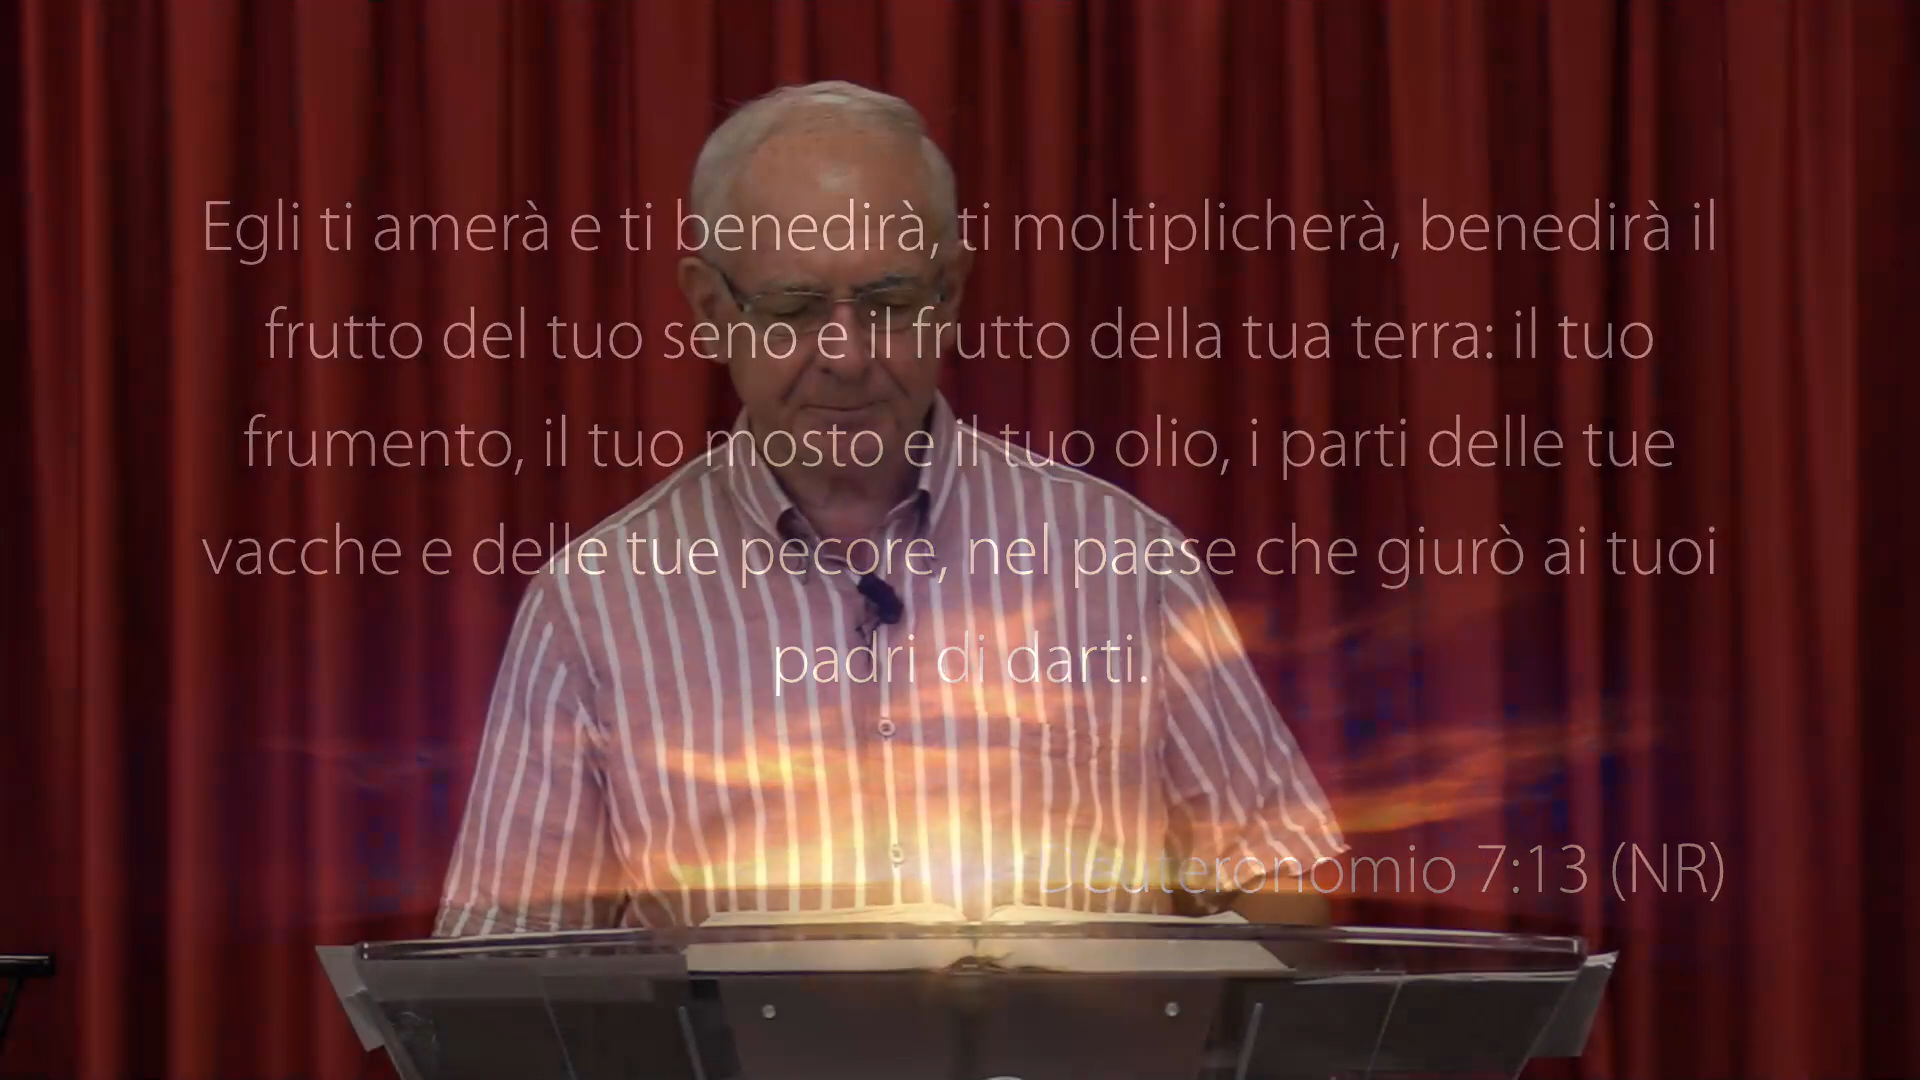 Egli ti amerà e ti benedirà, ti moltiplicherà, benedirà il
frutto del tuo seno e il frutto della tua terra: il tuo
frumento, il tuo mosto e il tuo olio, i parti delle tue
vacche e delle tue pecore, nel paese che giurò ai tuoi
padri di darti.
Deuteronomio 7:13 (NR)